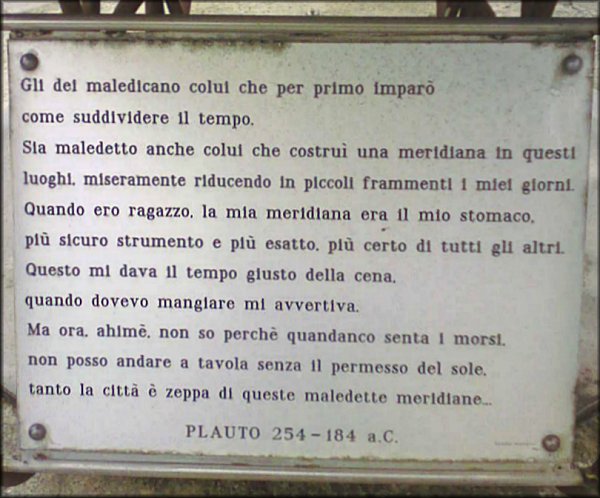 Gli dei maledicano colui che per primo imparò
come suddividere il tempo.
Sia maledetto anche colui che costruì una meridiana in questi
luoghi, miseramente riducendo in piccoli frammenti i miei giorni.
Quando ero ragazzo, la mia meridiana era il mio stomaco,
più sicuro strumento e più esatto, più certo di tutti gli altri.
Questo mi dava il tempo giusto della cena,
quando dovevo mangiare mi avvertiva.
Ma ora, ahimè, non so perchè quandanco senta i morsi,
non posso andare a tavola senza il permesso del sole,
tanto la città è zeppa di queste maledette meridiane...
PLAUTO 254-184 a.C.